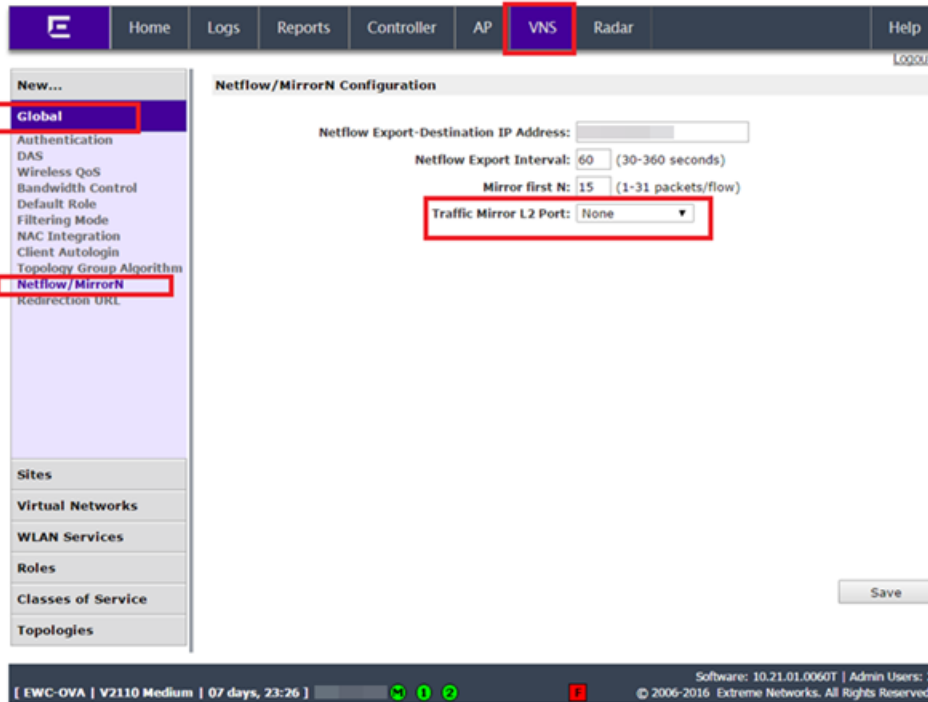 Home Logs Reports Controller AP VNS Radar Help
New...
Netflow/MirrorN Configuration
Global
Authentication
DAS
Wireless QoS
Bandwidth Control
Default Role
Filtering Mode
NAC Integration
Client Autologin
Topology Group Algorithm
Netflow/MirrorN
Redirection URL
Netflow Export-Destination IP Address:
Netflow Export Interval: 60 (30-360 seconds)
Mirror first N: 15 (1-31 packets/flow)
Traffic Mirror L2 Port: None
Sites
Virtual Networks
WLAN Services
Roles
Classes of Service
Topologies
Save
Software: 10.21.01.0060T | Admin Users:
[ EWC-OVA | V2110 Medium | 07 days, 23:26 ] M 1 2 F
© 2006-2016 Extreme Networks. All Rights Reserved